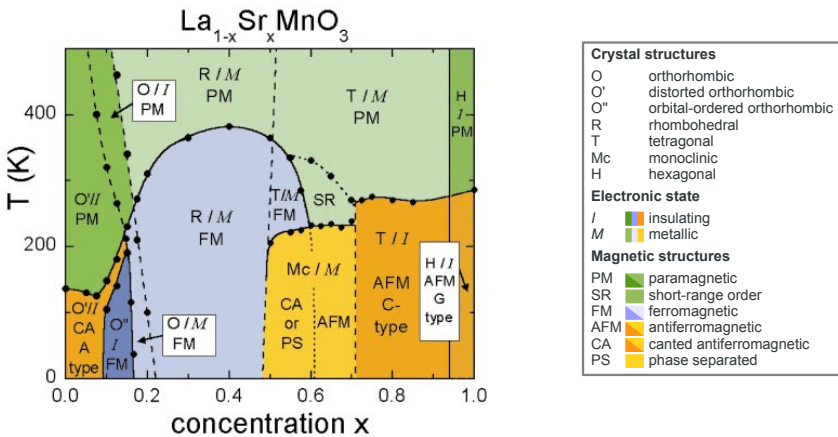 La1-xSrxMnO3
T (K)
400
200
0
0.0 0.2 0.4 0.6 0.8 1.0
concentration x
O / I
PM
R / M
PM
T / M
PM
H
I
PM
O'/I
PM
R / M
FM
T/M
FM
SR
T / I
AFM
C-
type
H / I
AFM
G
type
Mc / M
CA
or
PS
AFM
O'/I
CA
A
type
O''
I
FM
O / M
FM
Crystal structures
O orthorhombic
O' distorted orthorhombic
O" orbital-ordered orthorhombic
R rhombohedral
T tetragonal
Mc monoclinic
H hexagonal
Electronic state
I insulating
M metallic
Magnetic structures
PM paramagnetic
SR short-range order
FM ferromagnetic
AFM antiferromagnetic
CA canted antiferromagnetic
PS phase separated